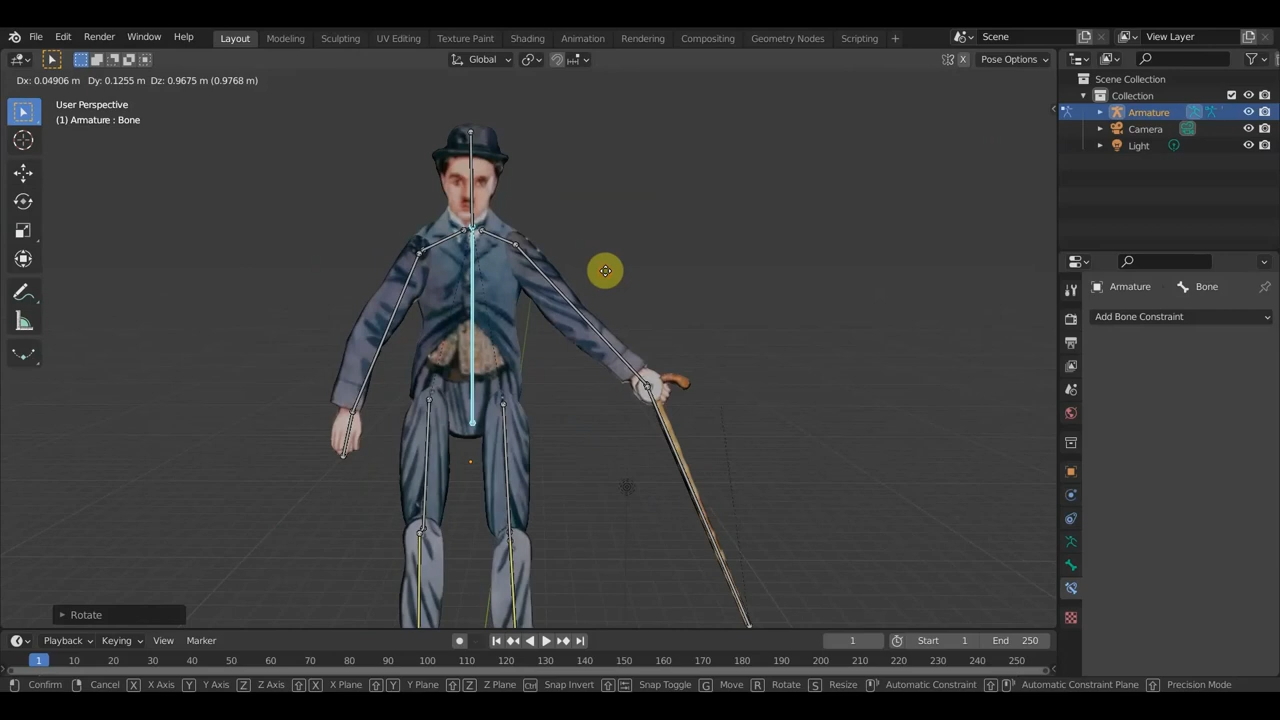 File Edit Render Window Help Layout Modeling Sculpting UV Editing Texture Paint Shading Animation Rendering Compositing Geometry Nodes Scripting + Scene View Layer
Global X Pose Options
Dx: 0.04906 m Dy: 0.1255 m Dz: 0.9675 m (0.9768 m)
User Perspective
(1) Armature : Bone
Scene Collection
Collection
Armature
Camera
Light
Armature Bone
Add Bone Constraint
Rotate
Playback Keying View Marker 1 Start 1 End 250
1 10 20 30 40 50 60 70 80 90 100 110 120 130 140 150 160 170 180 190 200 210 220 230 240 250
Confirm Cancel X X Axis Y Y Axis Z Z Axis X X Plane Y Y Plane Z Z Plane Ctrl Snap Invert Snap Toggle G Move R Rotate S Resize Automatic Constraint Automatic Constraint Plane Precision Mode